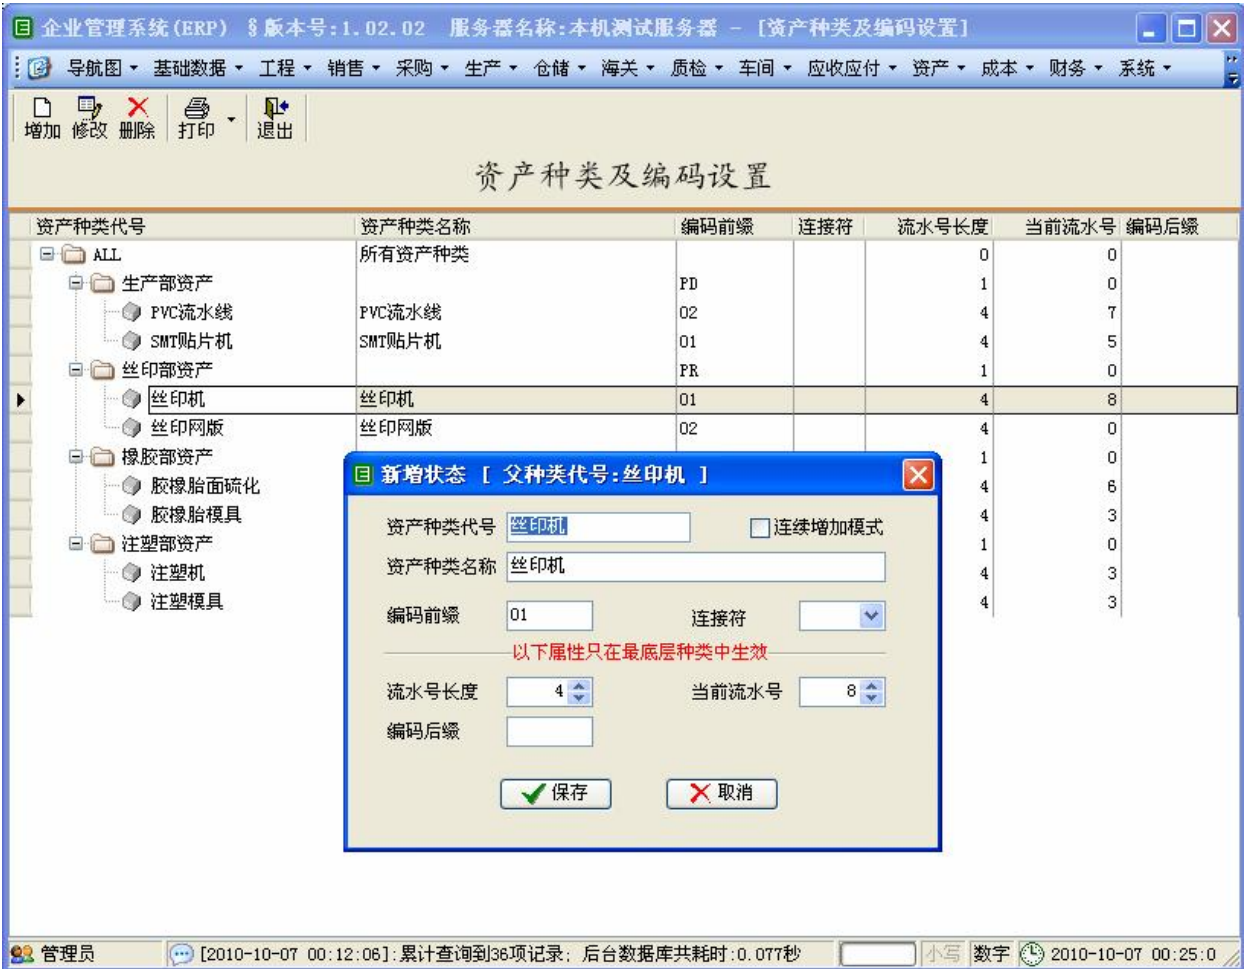 企业管理系统(ERP) §版本号:1.02.02 服务器名称:本机测试服务器 - [资产种类及编码设置]
导航图 基础数据 工程 销售 采购 生产 仓储 海关 质检 车间 应收应付 资产 成本 财务 系统
增加 修改 删除 打印 退出
资产种类及编码设置
资产种类代号 资产种类名称 编码前缀 连接符 流水号长度 当前流水号 编码后缀
ALL 所有资产种类 0 0
生产部资产 PD 1 0
PVC流水线 PVC流水线 02 4 7
SMT贴片机 SMT贴片机 01 4 5
丝印部资产 PR 1 0
丝印机 丝印机 01 4 8
丝印网版 丝印网版 02 4 0
橡胶部资产 1 0
胶橡胎面硫化 4 6
胶橡胎模具 4 3
注塑部资产 1 0
注塑机 4 3
注塑模具 4 3
新增状态 [ 父种类代号:丝印机 ]
资产种类代号 丝印机 连续增加模式
资产种类名称 丝印机
编码前缀 01 连接符
以下属性只在最底层种类中生效
流水号长度 4 当前流水号 8
编码后缀
保存 取消
管理员 [2010-10-07 00:12:06]:累计查询到36项记录; 后台数据库共耗时:0.077秒 小写 数字 2010-10-07 00:25:0